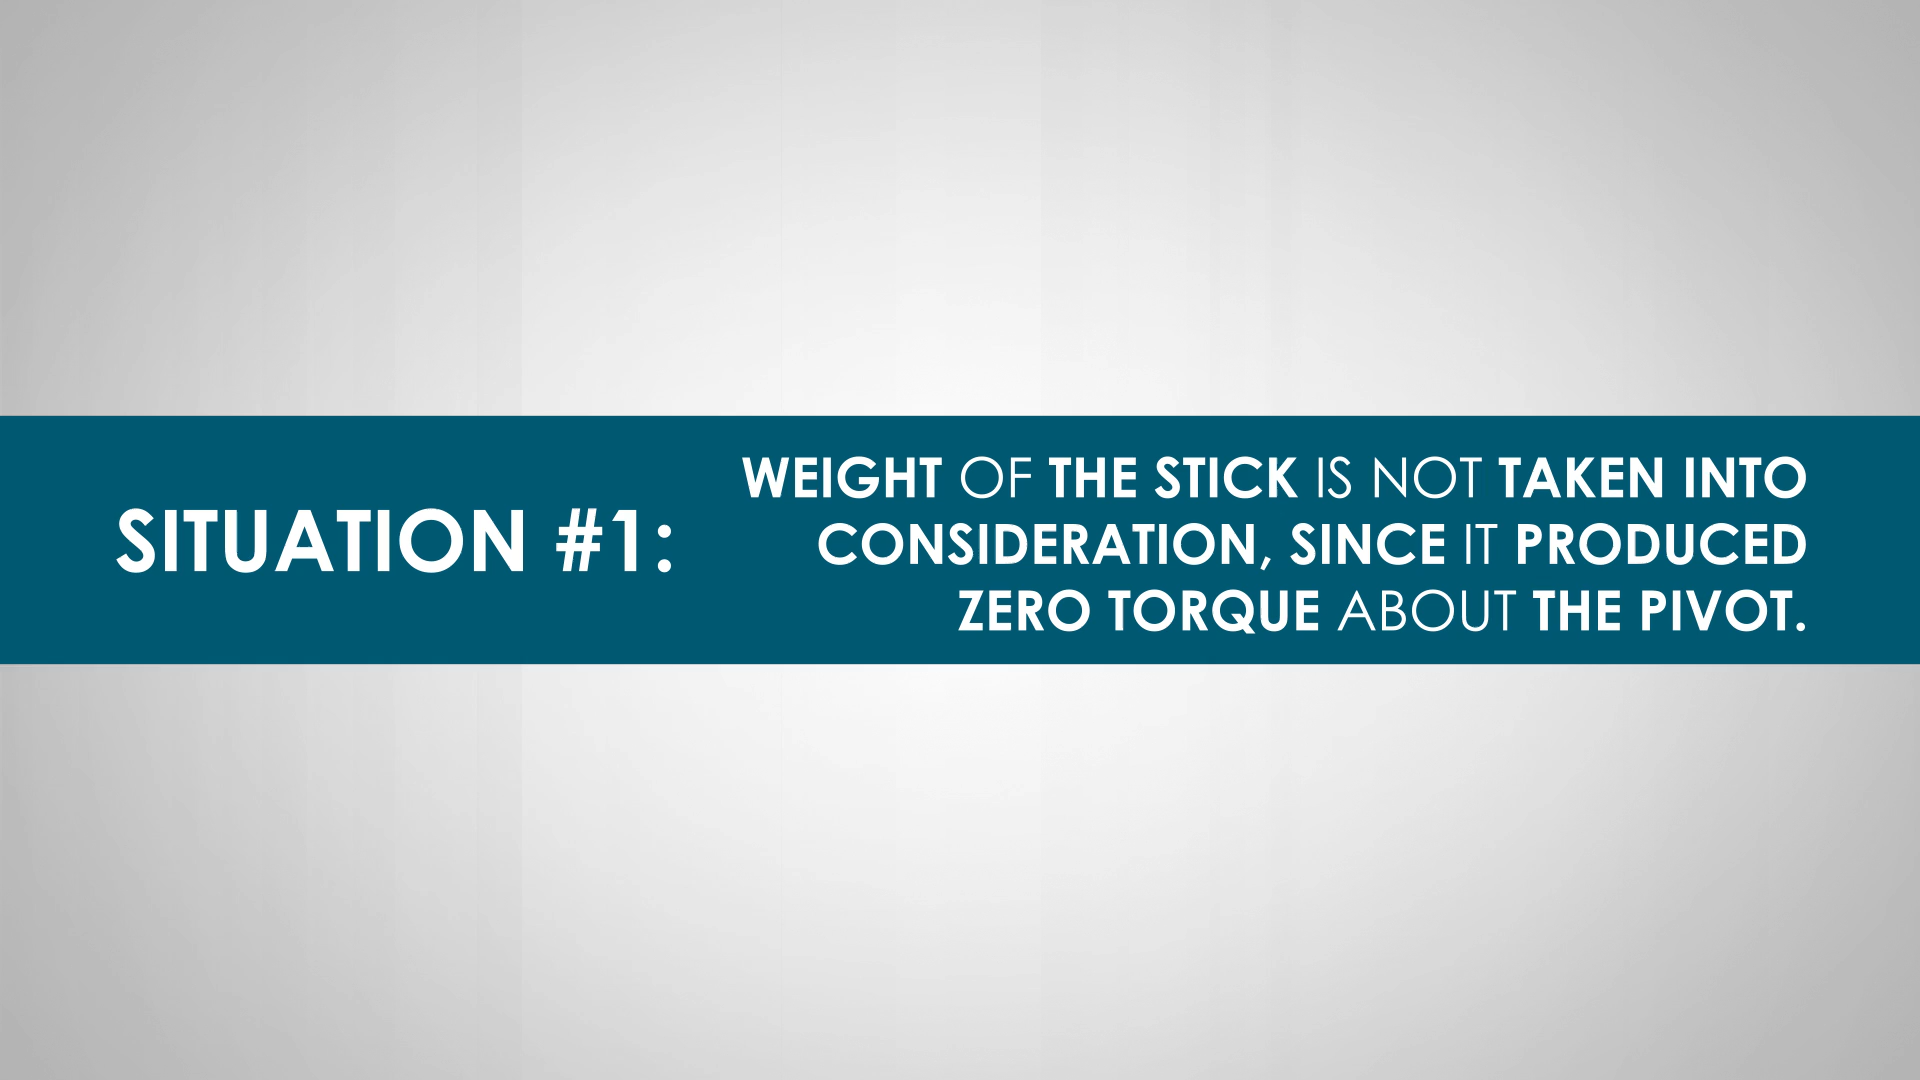 SITUATION #1:
WEIGHT OF THE STICK IS NOT TAKEN INTO
CONSIDERATION, SINCE IT PRODUCED
ZERO TORQUE ABOUT THE PIVOT.